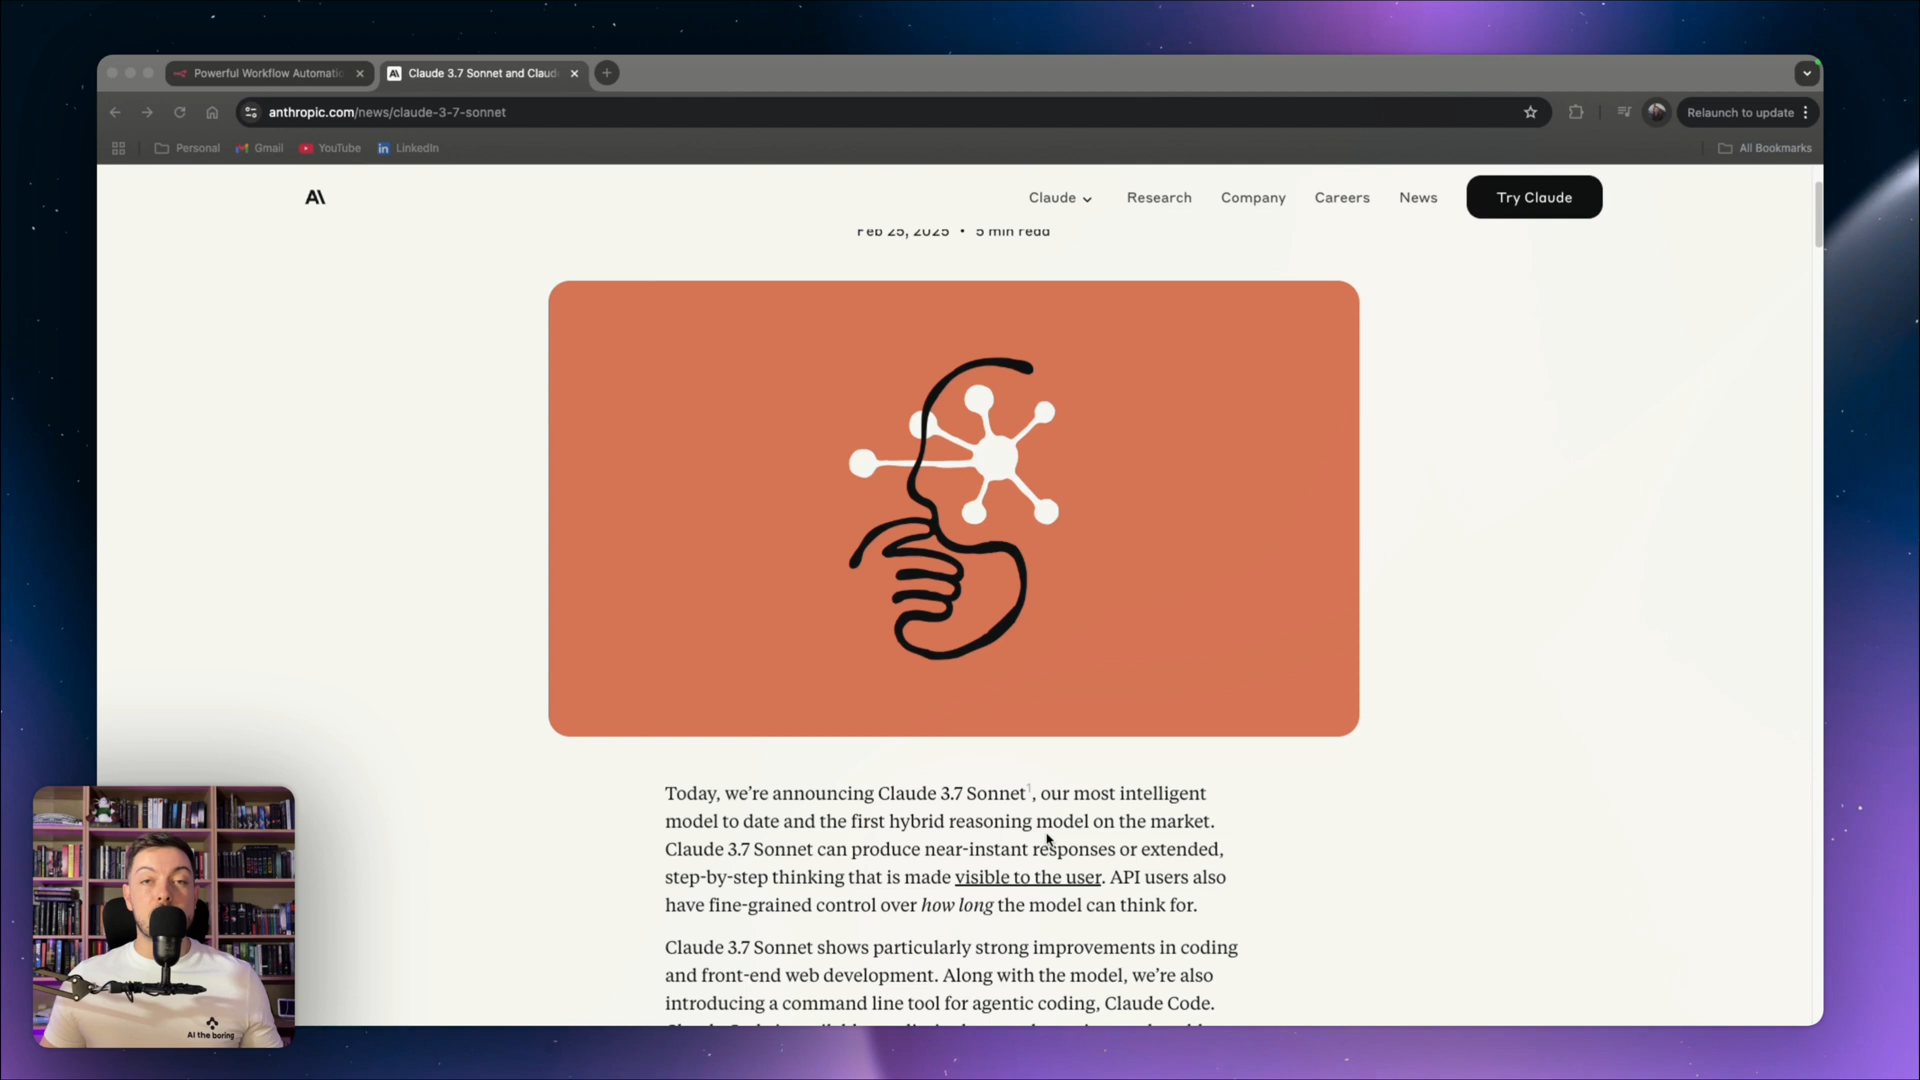 Powerful Workflow Automatic
Claude 3.7 Sonnet and Claud
anthropic.com/news/claude-3-7-sonnet
Relaunch to update
Personal
Gmail
YouTube
LinkedIn
All Bookmarks
Claude
Research
Company
Careers
News
Try Claude
Feb 25, 2025 • 5 min read
Today, we’re announcing Claude 3.7 Sonnet¹, our most intelligent
model to date and the first hybrid reasoning model on the market.
Claude 3.7 Sonnet can produce near-instant responses or extended,
step-by-step thinking that is made visible to the user. API users also
have fine-grained control over how long the model can think for.
Claude 3.7 Sonnet shows particularly strong improvements in coding
and front-end web development. Along with the model, we’re also
introducing a command line tool for agentic coding, Claude Code.
AI the boring